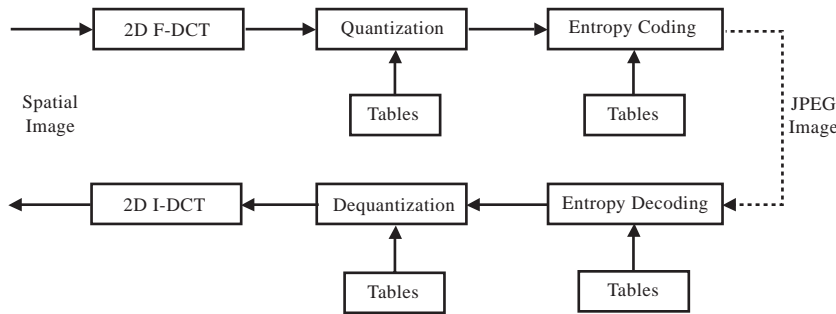 2D F-DCT
Quantization
Entropy Coding
Tables
Tables
Spatial
Image
JPEG
Image
2D I-DCT
Dequantization
Entropy Decoding
Tables
Tables